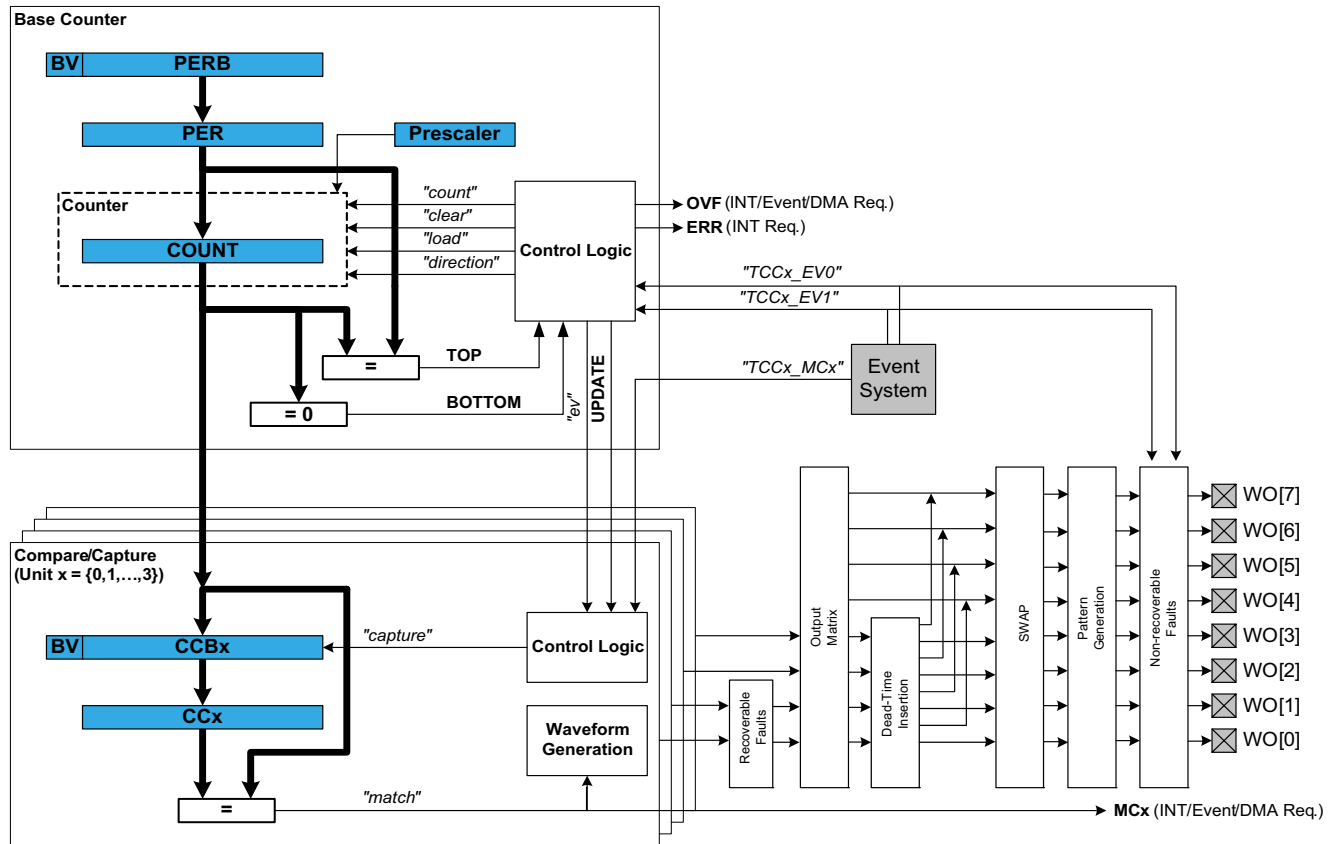 Base Counter
BV
PERB
PER
Prescaler
Counter
COUNT
"count"
"clear"
"load"
"direction"
Control Logic
OVF (INT/Event/DMA Req.)
ERR (INT Req.)
"TCCx_EV0"
"TCCx_EV1"
"TCCx_MCx"
Event
System
=
TOP
= 0
BOTTOM
"ev"
UPDATE
Compare/Capture
(Unit x = {0,1,…,3})
BV
CCBx
CCx
"capture"
Control Logic
Waveform
Generation
=
"match"
Recoverable
Faults
Output
Matrix
Dead-Time
Insertion
SWAP
Pattern
Generation
Non-recoverable
Faults
WO[7]
WO[6]
WO[5]
WO[4]
WO[3]
WO[2]
WO[1]
WO[0]
MCx (INT/Event/DMA Req.)